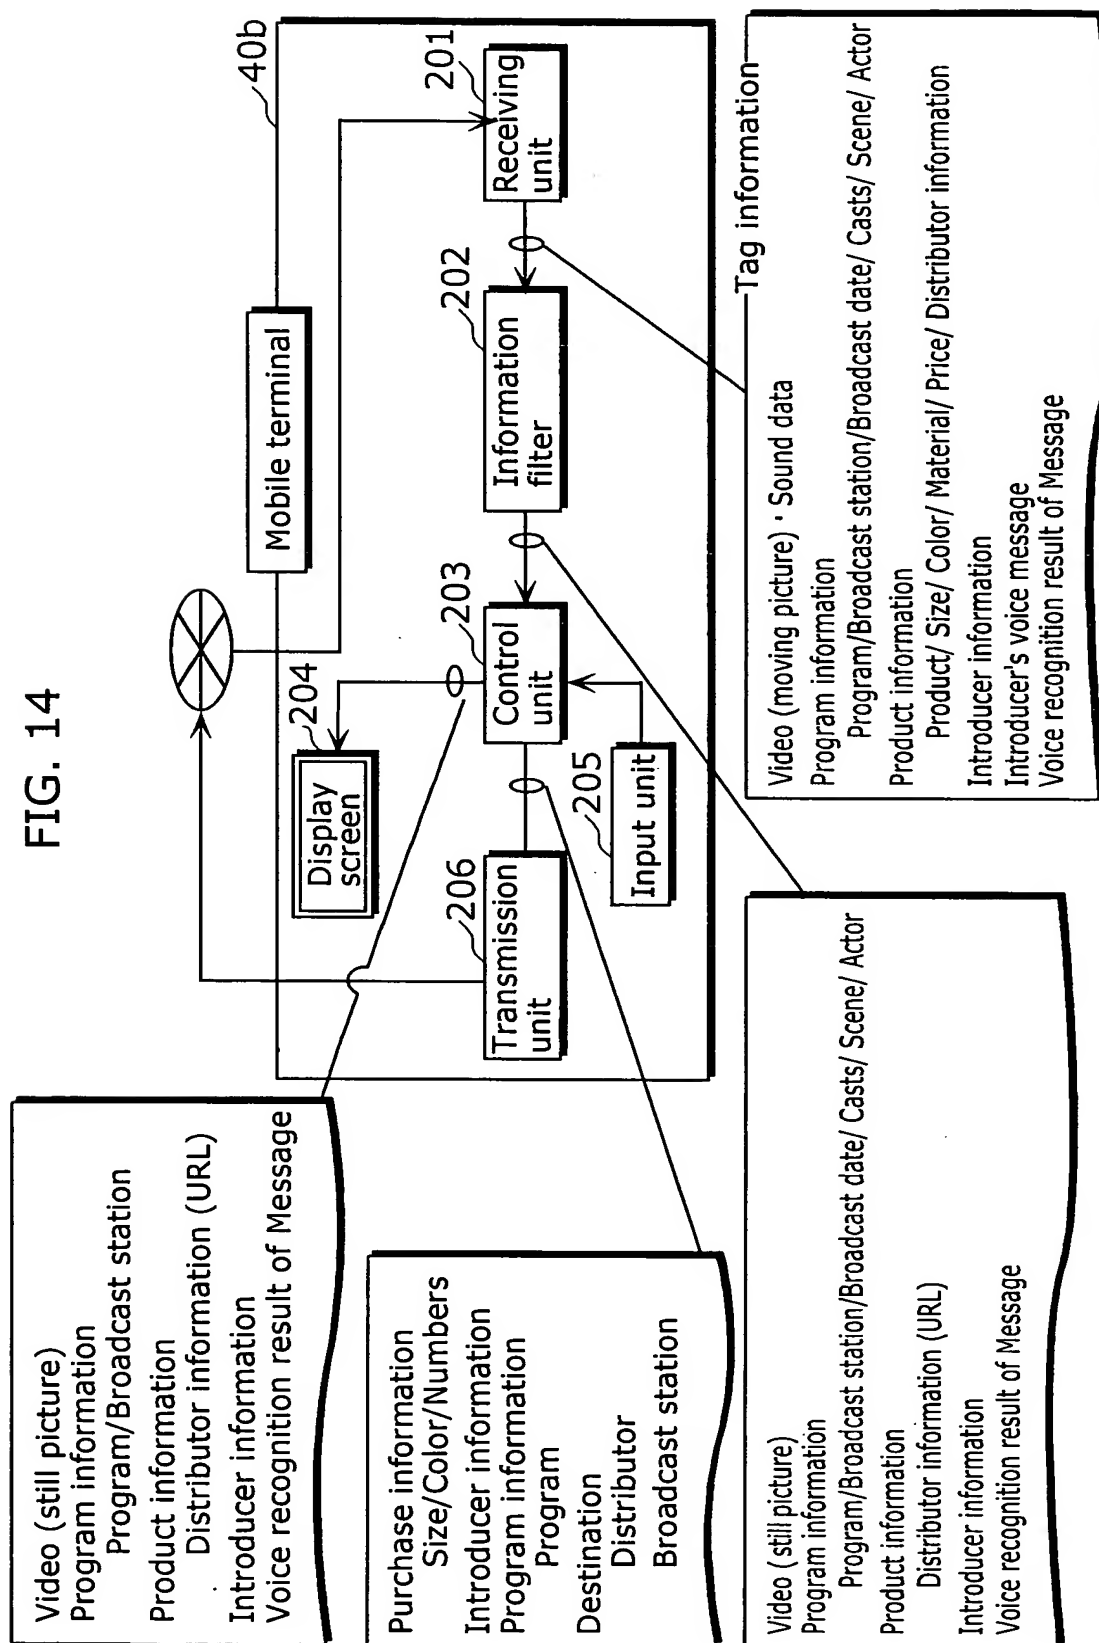 FIG. 14
Mobile terminal
40b
Display
screen
204
Transmission
unit
206
Control
unit
203
Information
filter
202
Receiving
unit
201
Input unit
205
Video (still picture)
Program information
Program/Broadcast station
Product information
Distributor information (URL)
Introducer information
Voice recognition result of Message
Purchase information
Size/Color/Numbers
Introducer information
Program information
Program
Destination
Distributor
Broadcast station
Video (still picture)
Program information
Program/Broadcast station/Broadcast date/ Casts/ Scene/ Actor
Product information
Distributor information (URL)
Introducer information
Voice recognition result of Message
Tag information
Video (moving picture) · Sound data
Program information
Program/Broadcast station/Broadcast date/ Casts/ Scene/ Actor
Product information
Product/ Size/ Color/ Material/ Price/ Distributor information
Introducer information
Introducer's voice message
Voice recognition result of Message